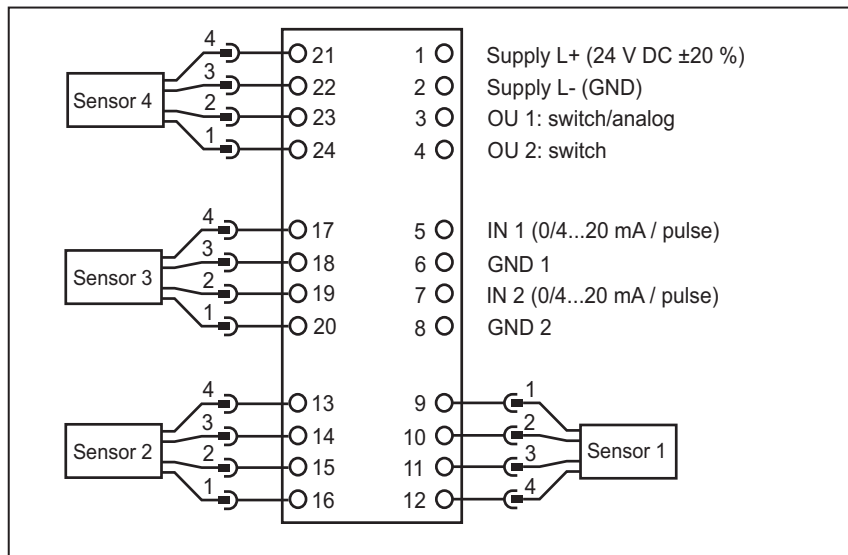 4 21 1 Supply L+ (24 V DC ±20 %)
3 22 2 Supply L- (GND)
Sensor 4
2 23 3 OU 1: switch/analog
1 24 4 OU 2: switch
4 17 5 IN 1 (0/4...20 mA / pulse)
3 18 6 GND 1
Sensor 3
2 19 7 IN 2 (0/4...20 mA / pulse)
1 20 8 GND 2
4 13 9 1
3 14 10 2
Sensor 2 Sensor 1
2 15 11 3
1 16 12 4